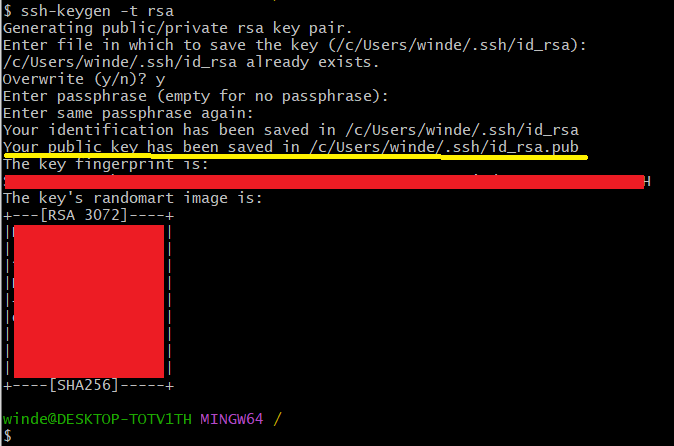 $ ssh-keygen -t rsa
Generating public/private rsa key pair.
Enter file in which to save the key (/c/Users/winde/.ssh/id_rsa):
/c/Users/winde/.ssh/id_rsa already exists.
Overwrite (y/n)? y
Enter passphrase (empty for no passphrase):
Enter same passphrase again:
Your identification has been saved in /c/Users/winde/.ssh/id_rsa
Your public key has been saved in /c/Users/winde/.ssh/id_rsa.pub
The key fingerprint is:
The key's randomart image is:
+---[RSA 3072]----+
+----[SHA256]-----+
winde@DESKTOP-TOTV1TH MINGW64 /
$